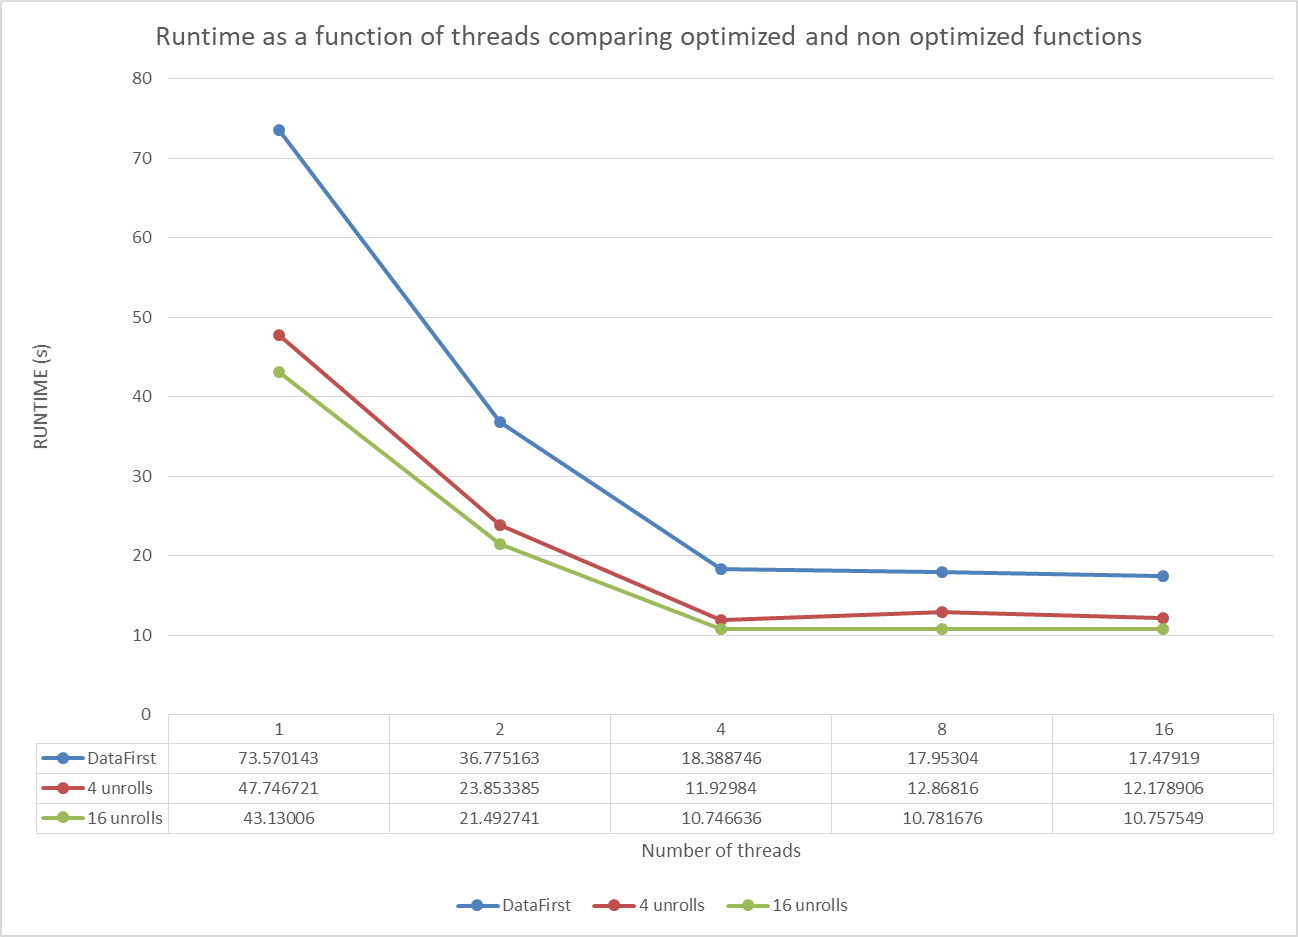 Runtime as a function of threads comparing optimized and non optimized functions
80
70
60
50
40
30
20
10
0
RUNTIME (s)
1 2 4 8 16
DataFirst 73.570143 36.775163 18.388746 17.95304 17.47919
4 unrolls 47.746721 23.853385 11.92984 12.86816 12.178906
16 unrolls 43.13006 21.492741 10.746636 10.781676 10.757549
Number of threads
DataFirst 4 unrolls 16 unrolls